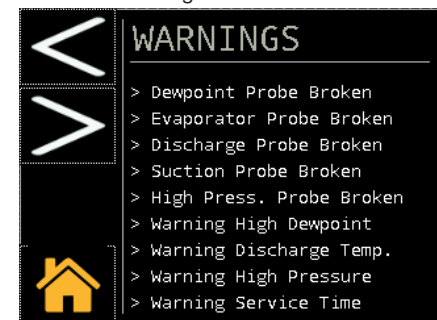 WARNINGS
> Dewpoint Probe Broken
> Evaporator Probe Broken
> Discharge Probe Broken
> Suction Probe Broken
> High Press. Probe Broken
> Warning High Dewpoint
> Warning Discharge Temp.
> Warning High Pressure
> Warning Service Time